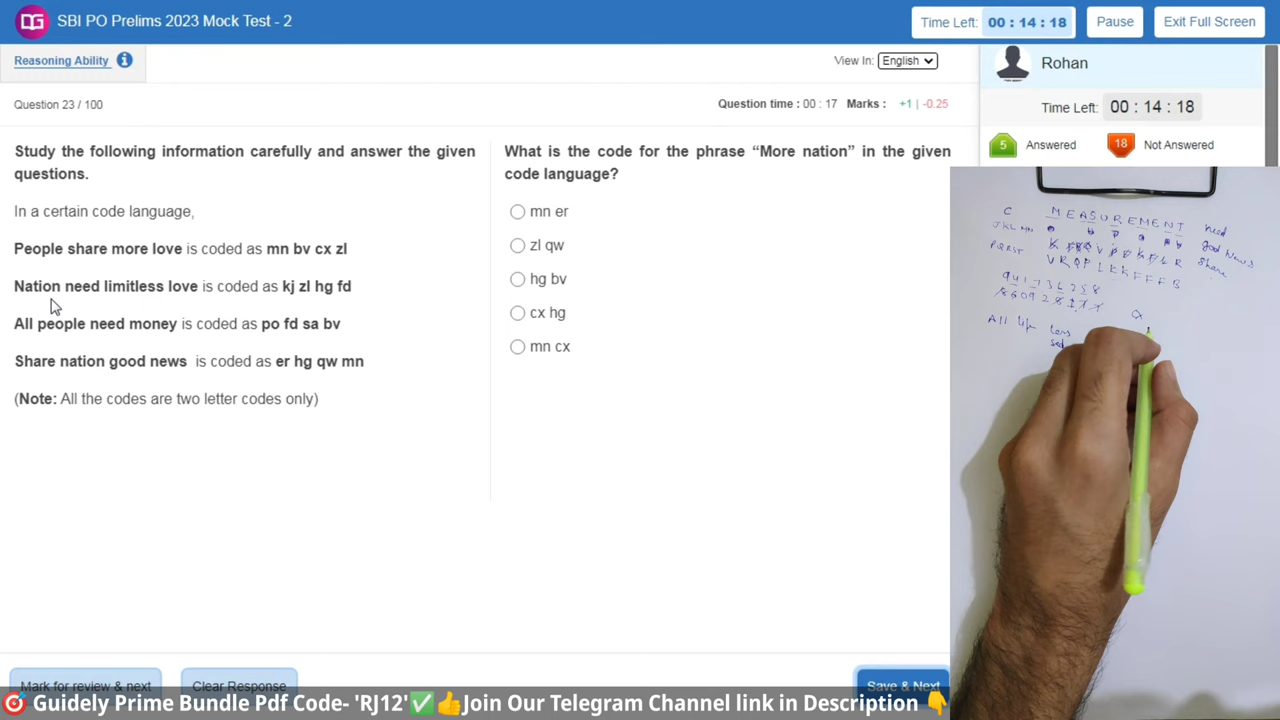 SBI PO Prelims 2023 Mock Test - 2
Time Left: 00 : 14 : 18
Pause
Exit Full Screen
Reasoning Ability
View In: English
Rohan
Question 23 / 100
Question time : 00 : 17 Marks : +1 | -0.25
Time Left: 00 : 14 : 18
5 Answered
18 Not Answered
Study the following information carefully and answer the given
questions.
In a certain code language,
People share more love is coded as mn bv cx zl
Nation need limitless love is coded as kj zl hg fd
All people need money is coded as po fd sa bv
Share nation good news is coded as er hg qw mn
(Note: All the codes are two letter codes only)
What is the code for the phrase “More nation” in the given
code language?
mn er
zl qw
hg bv
cx hg
mn cx
C MEASUREMENT need
JKLMN
good News
PQRST
Share
All life
Mark for review & next
Clear Response
Save & Next
Guidely Prime Bundle Pdf Code- 'RJ12'✅👍Join Our Telegram Channel link in Description 👇